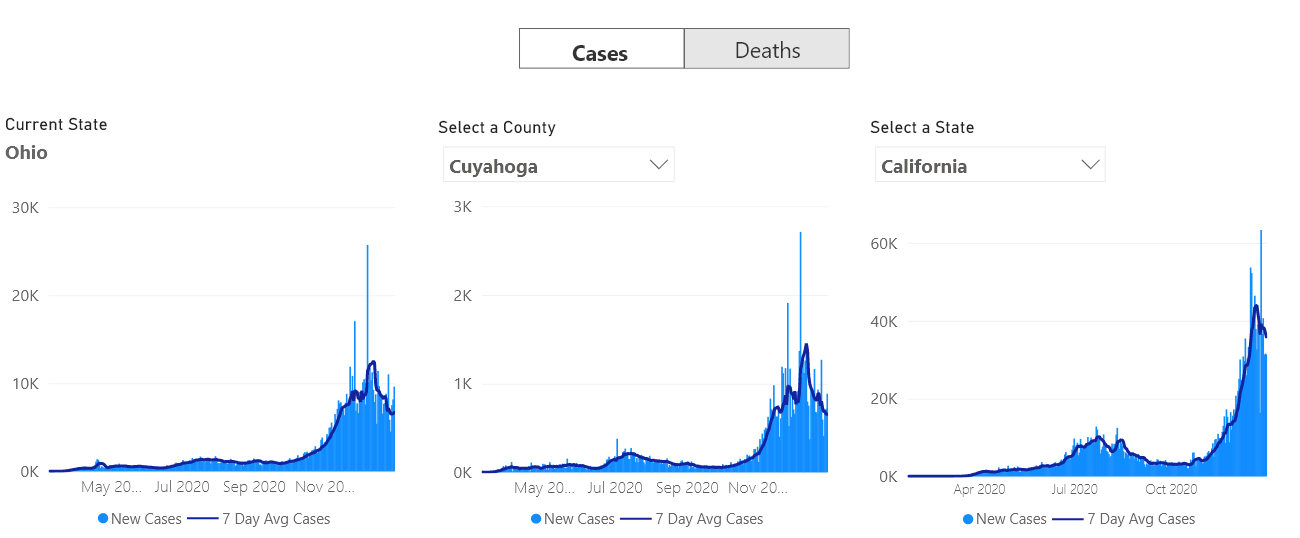 Cases Deaths
Current State
Ohio
Select a County
Cuyahoga
Select a State
California
30K
20K
10K
0K
May 20... Jul 2020 Sep 2020 Nov 20...
New Cases 7 Day Avg Cases
3K
2K
1K
0K
May 20... Jul 2020 Sep 2020 Nov 20...
New Cases 7 Day Avg Cases
60K
40K
20K
0K
Apr 2020 Jul 2020 Oct 2020
New Cases 7 Day Avg Cases